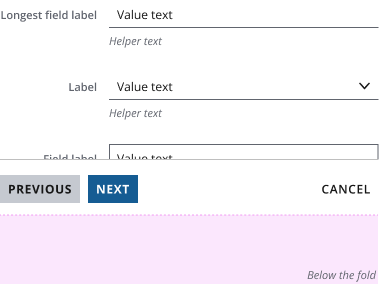 Longest field label Value text
Helper text
Label Value text
Helper text
Field label Value text
PREVIOUS NEXT CANCEL
Below the fold